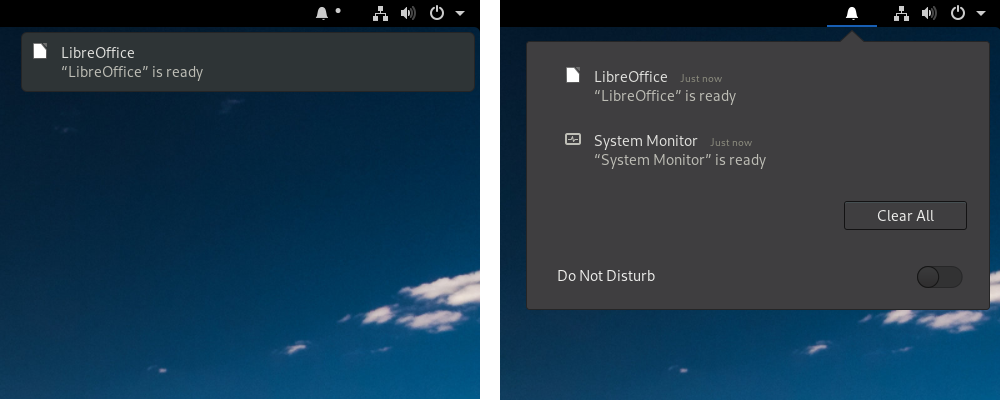 LibreOffice
“LibreOffice” is ready
LibreOffice Just now
“LibreOffice” is ready
System Monitor Just now
“System Monitor” is ready
Clear All
Do Not Disturb